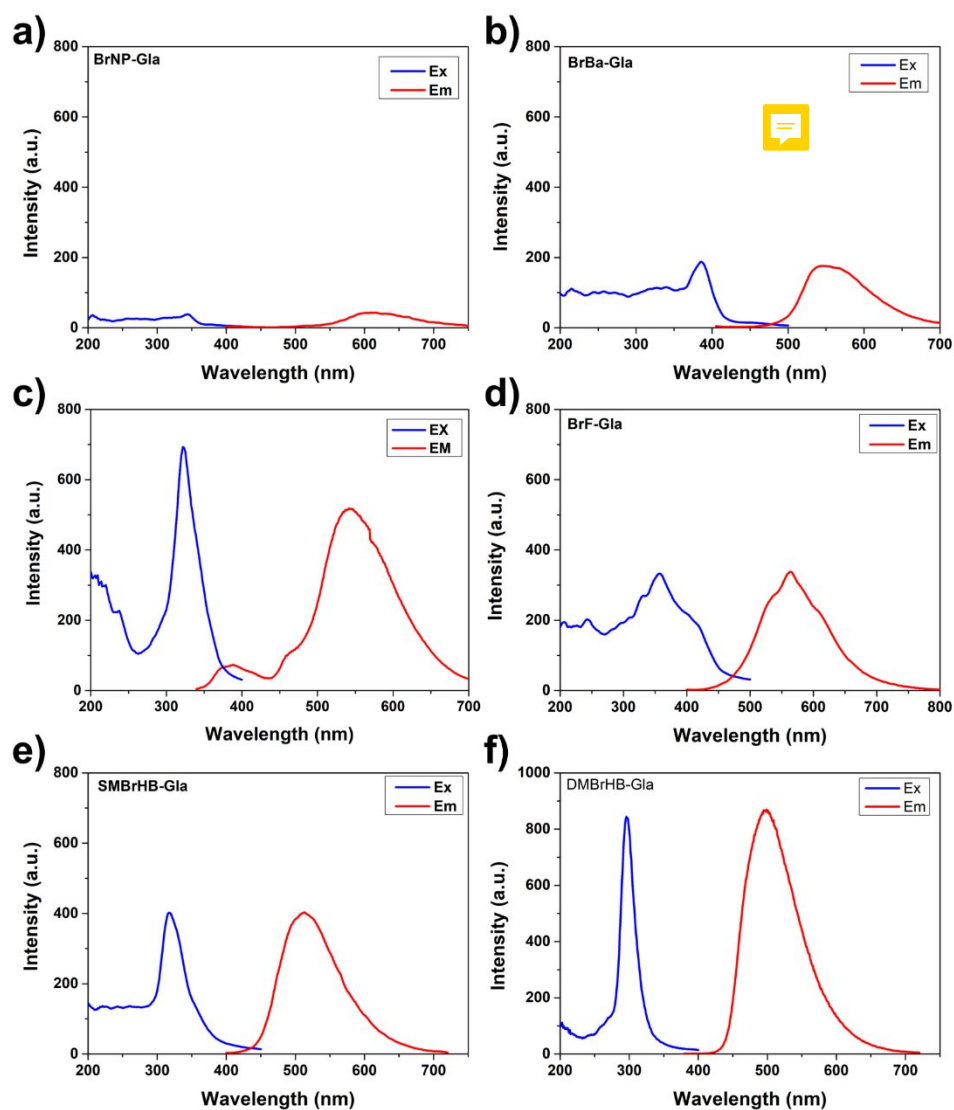 a)
BrNP-Gla
Ex
Em
800
600
400
200
0
200 300 400 500 600 700
Intensity (a.u.)
Wavelength (nm)
b)
BrBa-Gla
Ex
Em
800
600
400
200
0
200 300 400 500 600 700
Intensity (a.u.)
Wavelength (nm)
c)
EX
EM
800
600
400
200
0
200 300 400 500 600 700
Intensity (a.u.)
Wavelength (nm)
d)
BrF-Gla
Ex
Em
800
600
400
200
0
200 300 400 500 600 700 800
Intensity (a.u.)
Wavelength (nm)
e)
SMBrHB-Gla
Ex
Em
800
600
400
200
0
200 300 400 500 600 700
Intensity (a.u.)
Wavelength (nm)
f)
DMBrHB-Gla
Ex
Em
1000
800
600
400
200
0
200 300 400 500 600 700
Intensity (a.u.)
Wavelength (nm)